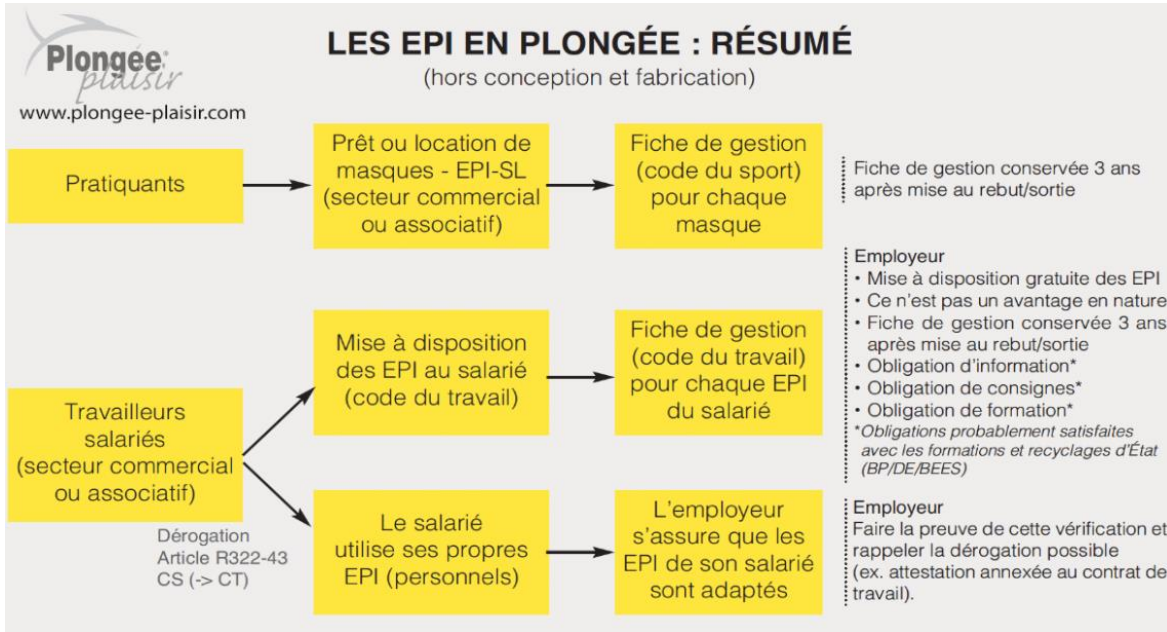 Plongée®
plaisir
www.plongee-plaisir.com
LES EPI EN PLONGÉE : RÉSUMÉ
(hors conception et fabrication)
Pratiquants
Prêt ou location de
masques - EPI-SL
(secteur commercial
ou associatif)
Fiche de gestion
(code du sport)
pour chaque
masque
Fiche de gestion conservée 3 ans
après mise au rebut/sortie
Travailleurs
salariés
(secteur commercial
ou associatif)
Dérogation
Article R322-43
CS (-> CT)
Mise à disposition
des EPI au salarié
(code du travail)
Fiche de gestion
(code du travail)
pour chaque EPI
du salarié
Employeur
• Mise à disposition gratuite des EPI
• Ce n'est pas un avantage en nature
• Fiche de gestion conservée 3 ans
après mise au rebut/sortie
• Obligation d'information*
• Obligation de consignes*
• Obligation de formation*
*Obligations probablement satisfaites
avec les formations et recyclages d'État
(BP/DE/BEES)
Le salarié
utilise ses propres
EPI (personnels)
L'employeur
s'assure que les
EPI de son salarié
sont adaptés
Employeur
Faire la preuve de cette vérification et
rappeler la dérogation possible
(ex. attestation annexée au contrat de
travail).